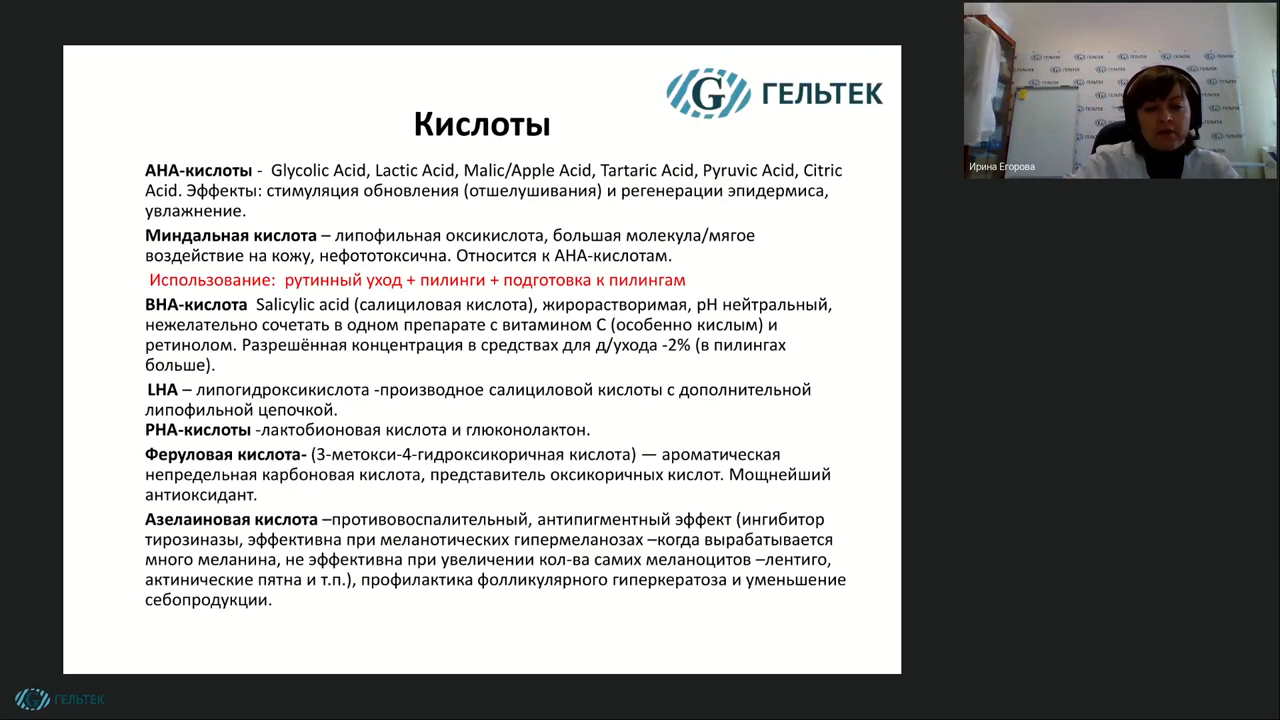 G ГЕЛЬТЕК
Кислоты
АНА-кислоты - Glycolic Acid, Lactic Acid, Malic/Apple Acid, Tartaric Acid, Pyruvic Acid, Citric
Acid. Эффекты: стимуляция обновления (отшелушивания) и регенерации эпидермиса,
увлажнение.
Миндальная кислота – липофильная оксикислота, большая молекула/мягое
воздействие на кожу, нефототоксична. Относится к АНА-кислотам.
Использование: рутинный уход + пилинги + подготовка к пилингам
ВНА-кислота Salicylic acid (салициловая кислота), жирорастворимая, рН нейтральный,
нежелательно сочетать в одном препарате с витамином С (особенно кислым) и
ретинолом. Разрешённая концентрация в средствах для д/ухода -2% (в пилингах
больше).
LHA – липогидроксикислота -производное салициловой кислоты с дополнительной
липофильной цепочкой.
РНА-кислоты -лактобионовая кислота и глюконолактон.
Феруловая кислота- (3-метокси-4-гидроксикоричная кислота) — ароматическая
непредельная карбоновая кислота, представитель оксикоричных кислот. Мощнейший
антиоксидант.
Азелаиновая кислота –противовоспалительный, антипигментный эффект (ингибитор
тирозиназы, эффективна при меланотических гипермеланозах –когда вырабатывается
много меланина, не эффективна при увеличении кол-ва самих меланоцитов –лентиго,
актинические пятна и т.п.), профилактика фолликулярного гиперкератоза и уменьшение
себопродукции.
Ирина Егорова
G ГЕЛЬТЕК